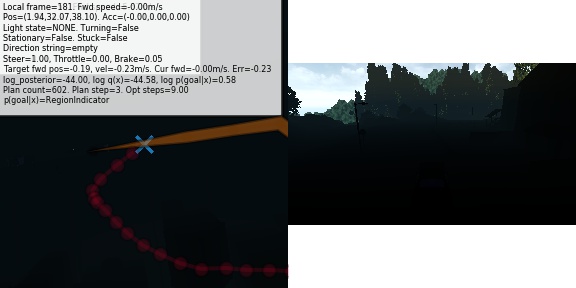 Local frame=181. Fwd speed=-0.00m/s
Pos=(1.94,32.07,38.10). Acc=(-0.00,0.00,0.00)
Light state=NONE. Turning=False
Stationary=False. Stuck=False
Direction string=empty
Steer=1.00, Throttle=0.00, Brake=0.05
Target fwd pos=-0.19, vel=-0.23m/s. Cur fwd=-0.00m/s. Err=-0.23
log_posterior=-44.00, log q(x)=-44.58, log p(goal|x)=0.58
Plan count=602. Plan step=3. Opt steps=9.00
p(goal|x)=RegionIndicator